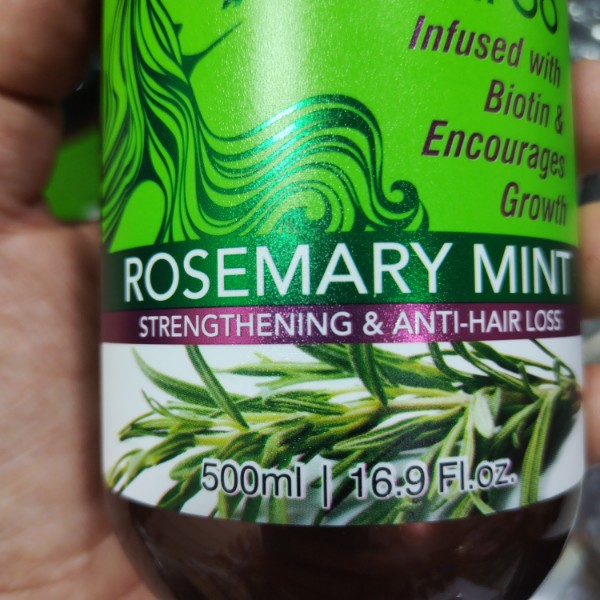 Infused with
Biotin &
Encourages
Growth
ROSEMARY MINT
STRENGTHENING & ANTI-HAIR LOSS
500ml | 16.9 Fl.oz.